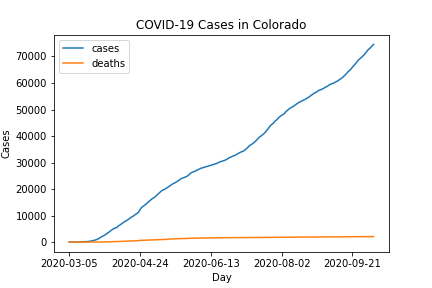 COVID-19 Cases in Colorado
cases
deaths
70000
60000
50000
40000
30000
20000
10000
0
Cases
2020-03-05 2020-04-24 2020-06-13 2020-08-02 2020-09-21
Day